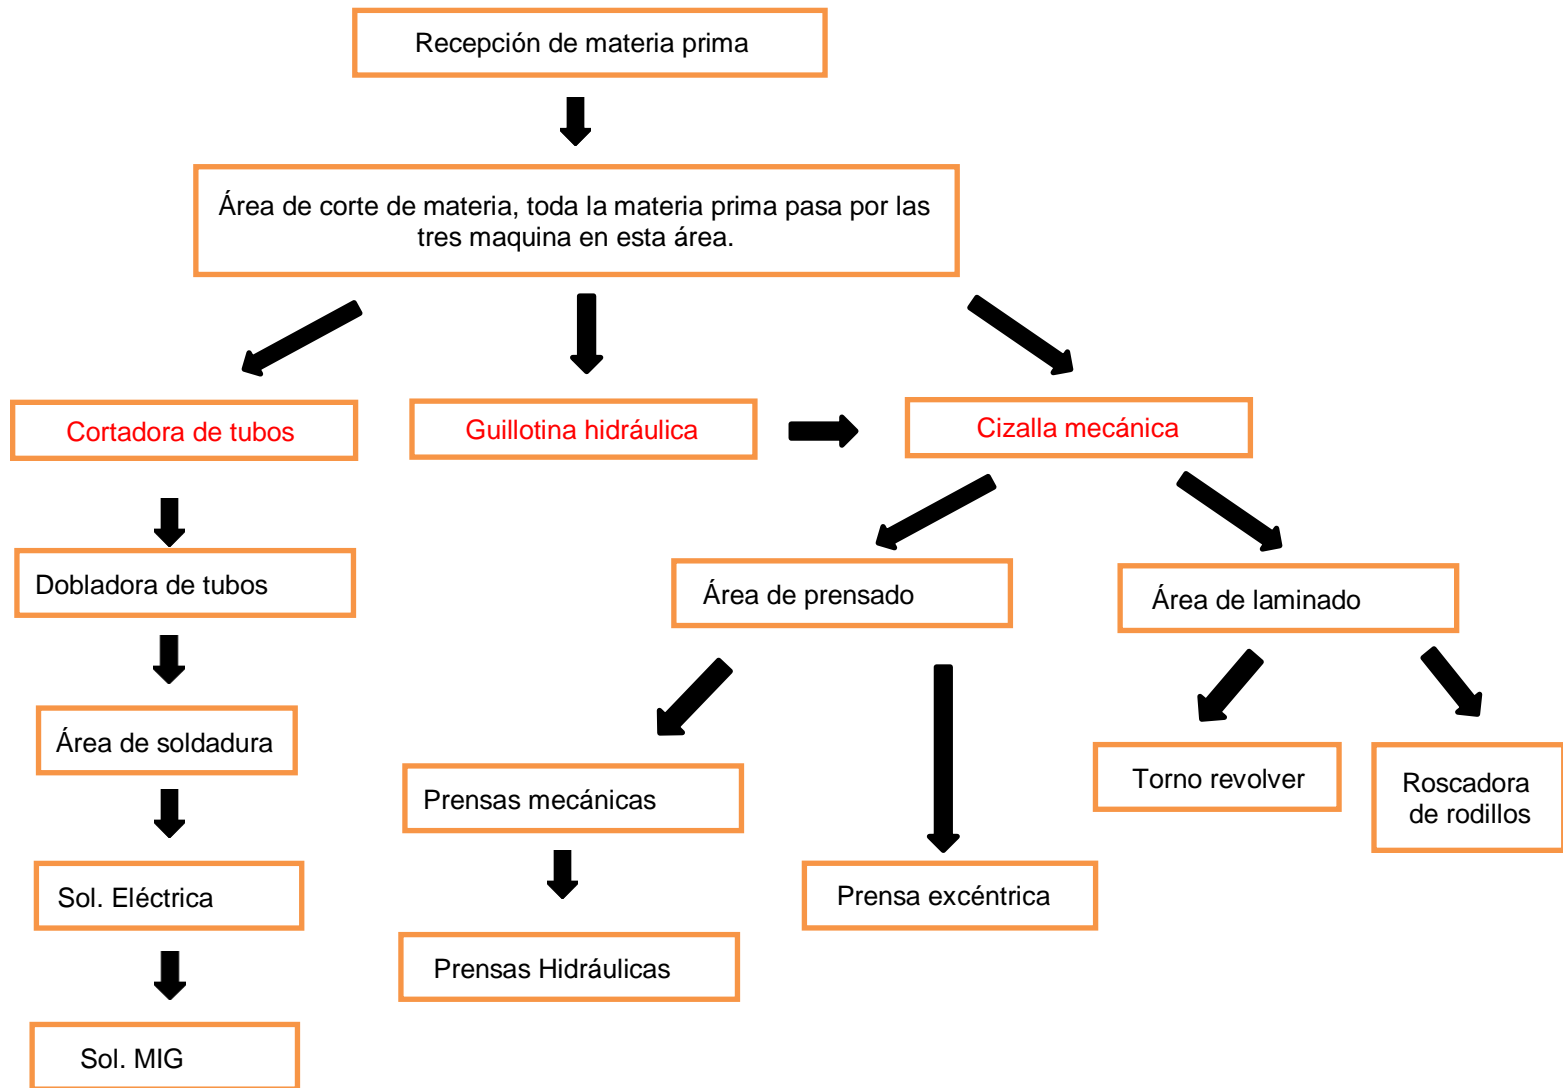 Recepción de materia prima
Área de corte de materia, toda la materia prima pasa por las
tres maquina en esta área.
Cortadora de tubos
Guillotina hidráulica
Cizalla mecánica
Dobladora de tubos
Área de prensado
Área de laminado
Área de soldadura
Prensas mecánicas
Torno revolver
Roscadora
de rodillos
Sol. Eléctrica
Prensa excéntrica
Prensas Hidráulicas
Sol. MIG